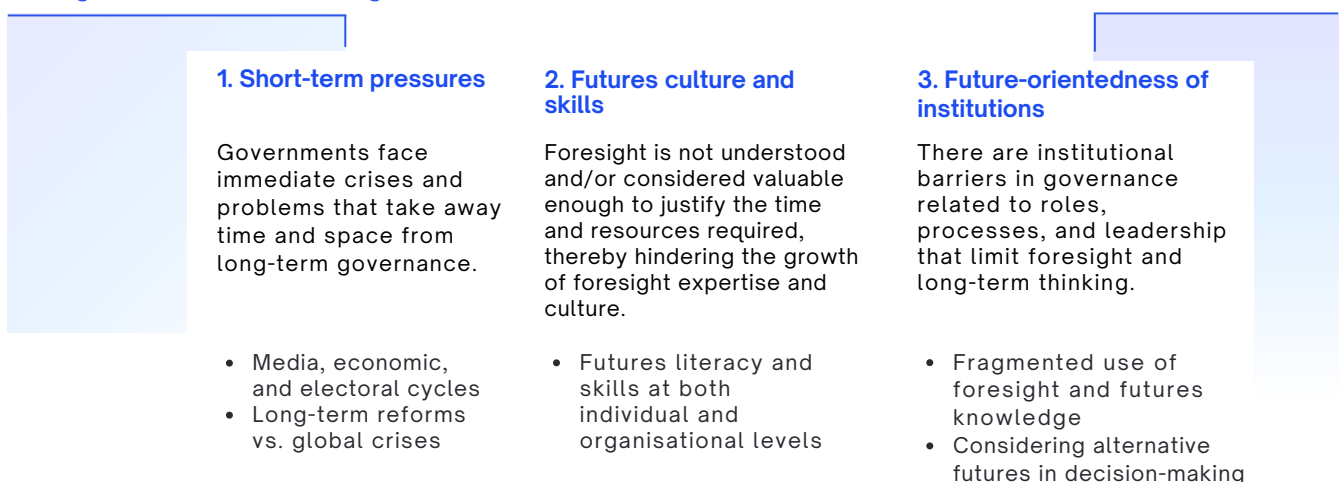 1. Short-term pressures
Governments face
immediate crises and
problems that take away
time and space from
long-term governance.
• Media, economic,
and electoral cycles
• Long-term reforms
vs. global crises
2. Futures culture and
skills
Foresight is not understood
and/or considered valuable
enough to justify the time
and resources required,
thereby hindering the growth
of foresight expertise and
culture.
• Futures literacy and
skills at both
individual and
organisational levels
3. Future-orientedness of
institutions
There are institutional
barriers in governance
related to roles,
processes, and leadership
that limit foresight and
long-term thinking.
• Fragmented use of
foresight and futures
knowledge
• Considering alternative
futures in decision-making